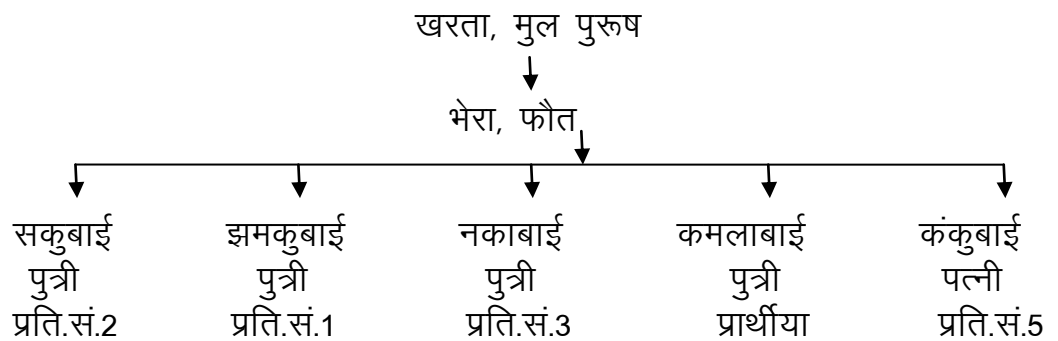 खरता, मुल पुरूष
भेरा, फौत
सकुबाई झमकुबाई नकाबाई कमलाबाई कंकुबाई
पुत्री पुत्री पुत्री पुत्री पत्नी
प्रति.सं.2 प्रति.सं.1 प्रति.सं.3 प्रार्थीया प्रति.सं.5